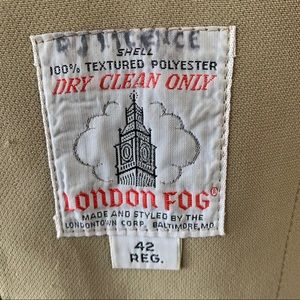 SHELL
100% TEXTURED POLYESTER
DRY CLEAN ONLY
LONDON FOG®
MADE AND STYLED BY THE
LONDONTOWN CORP. BALTIMORE, MD.
42
REG.